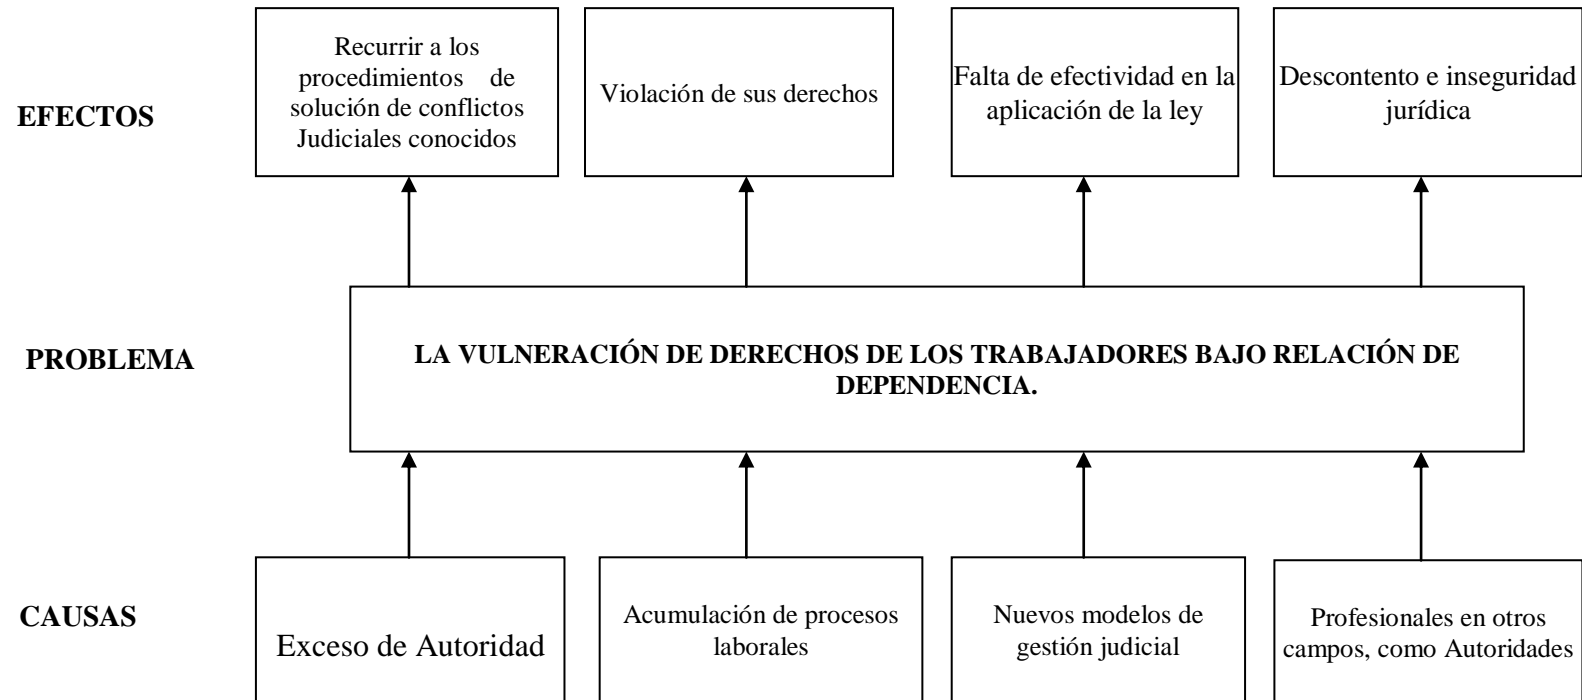 Recurrir a los
procedimientos de
solución de conflictos
Judiciales conocidos
Violación de sus derechos
Falta de efectividad en la
aplicación de la ley
Descontento e inseguridad
jurídica
EFECTOS
PROBLEMA
LA VULNERACIÓN DE DERECHOS DE LOS TRABAJADORES BAJO RELACIÓN DE
DEPENDENCIA.
CAUSAS
Exceso de Autoridad
Acumulación de procesos
laborales
Nuevos modelos de
gestión judicial
Profesionales en otros
campos, como Autoridades